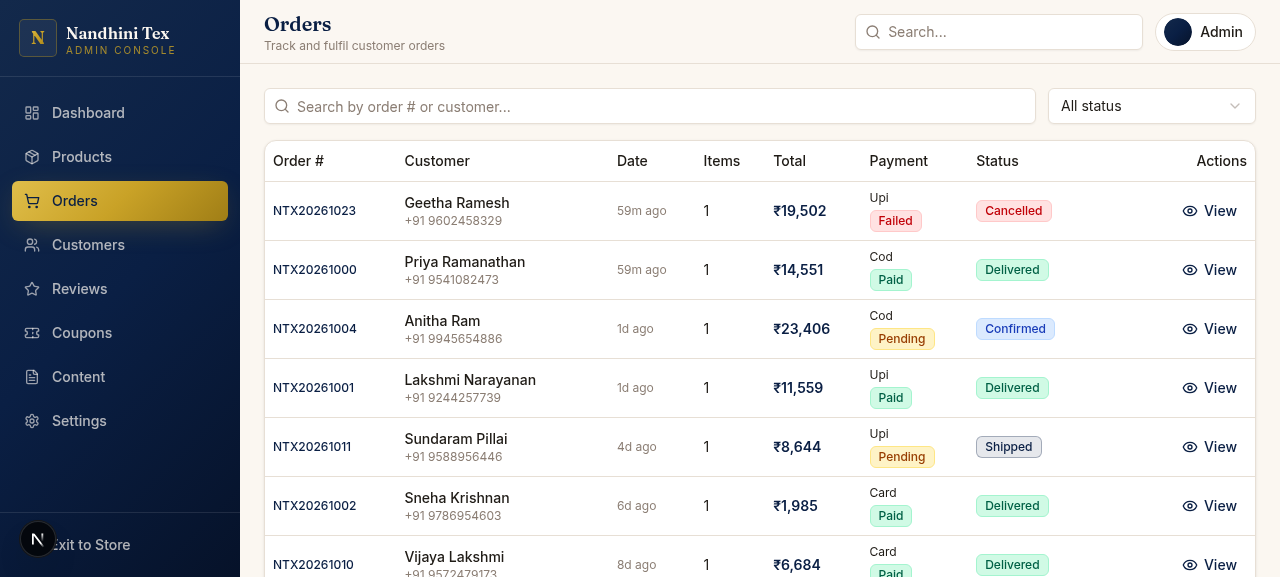 N
Nandhini Tex
ADMIN CONSOLE
Dashboard
Products
Orders
Customers
Reviews
Coupons
Content
Settings
N
Exit to Store
Orders
Track and fulfil customer orders
Search...
Admin
Search by order # or customer...
All status
Order # Customer Date Items Total Payment Status Actions
NTX20261023 Geetha Ramesh +91 9602458329 59m ago 1 ₹19,502 Upi Failed Cancelled View
NTX20261000 Priya Ramanathan +91 9541082473 59m ago 1 ₹14,551 Cod Paid Delivered View
NTX20261004 Anitha Ram +91 9945654886 1d ago 1 ₹23,406 Cod Pending Confirmed View
NTX20261001 Lakshmi Narayanan +91 9244257739 1d ago 1 ₹11,559 Upi Paid Delivered View
NTX20261011 Sundaram Pillai +91 9588956446 4d ago 1 ₹8,644 Upi Pending Shipped View
NTX20261002 Sneha Krishnan +91 9786954603 6d ago 1 ₹1,985 Card Paid Delivered View
NTX20261010 Vijaya Lakshmi +91 9572479173 8d ago 1 ₹6,684 Card Paid Delivered View